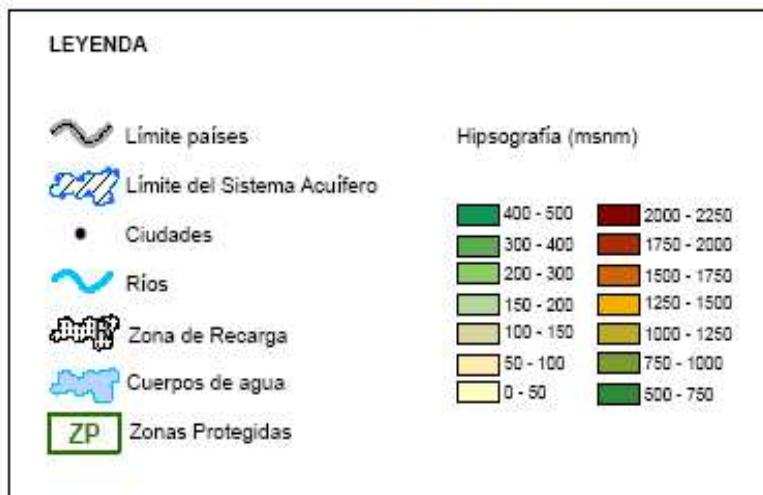 LEYENDA
Límite países
Límite del Sistema Acuífero
Ciudades
Ríos
Zona de Recarga
Cuerpos de agua
ZP Zonas Protegidas
Hipsografía (msnm)
400 - 500
300 - 400
200 - 300
150 - 200
100 - 150
50 - 100
0 - 50
2000 - 2250
1750 - 2000
1500 - 1750
1250 - 1500
1000 - 1250
750 - 1000
500 - 750